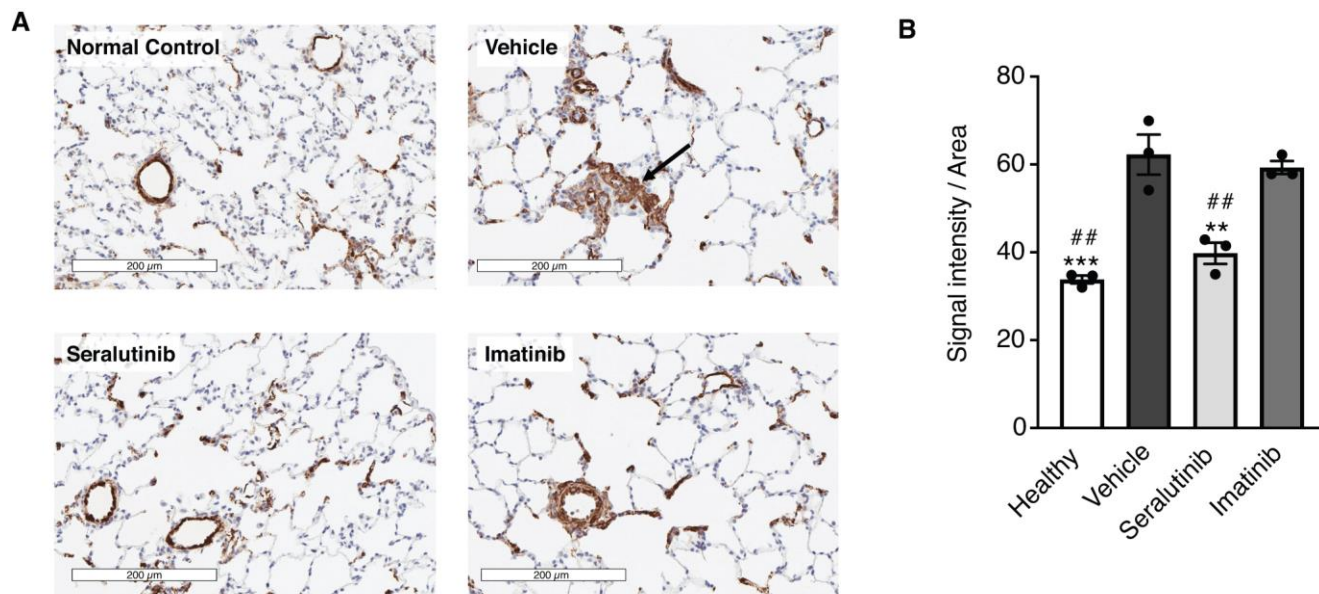 A
Normal Control
200 µm
Vehicle
200 µm
Seralutinib
200 µm
Imatinib
200 µm
B
Signal intensity / Area
80
60
40
20
0
##
***
##
**
Healthy
Vehicle
Seralutinib
Imatinib